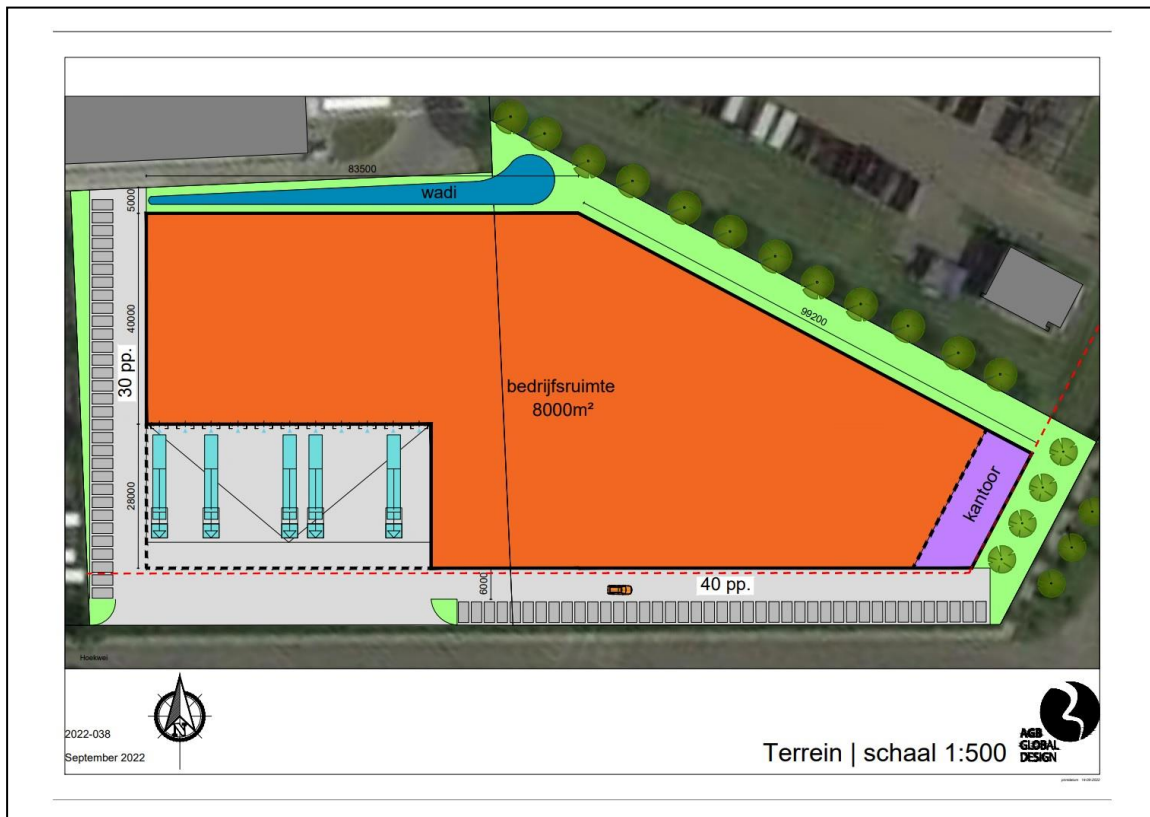 83500
wadi
5000
40000
99200
30 pp.
bedrijfsruimte
8000m²
28000
kantoor
6000
40 pp.
Hoekwei
N
2022-038
September 2022
Terrein | schaal 1:500
AGB
GLOBAL
DESIGN